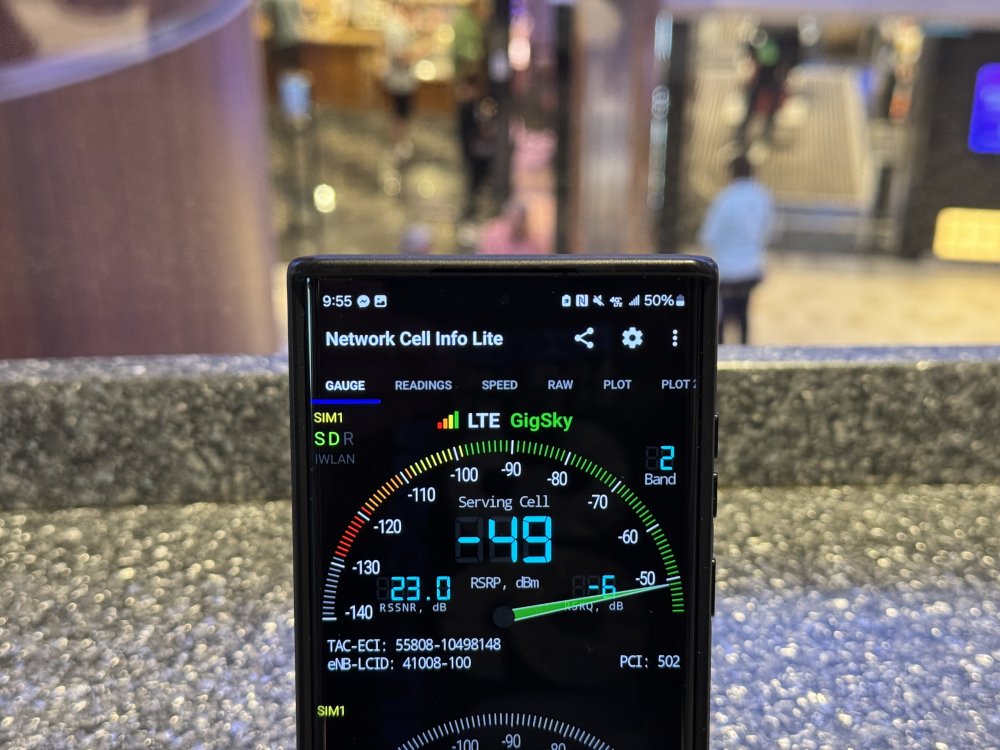 9:55 50%
Network Cell Info Lite
GAUGE READINGS SPEED RAW PLOT PLOT
SIM1
LTE GigSky
SDR
IWLAN
2
Band
-140 -130 -120 -110 -100 -90 -80 -70 -60 -50
Serving Cell
-49
RSRP, dBm
23.0
RSSNR, dB
-6
RSRQ, dB
TAC-ECI: 55808-10498148
eNB-LCID: 41008-100 PCI: 502
SIM1
-100 -90 80